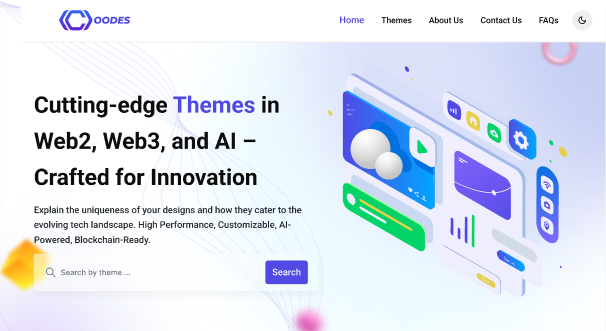 OODES
Home Themes About Us Contact Us FAQs
Cutting-edge Themes in
Web2, Web3, and AI –
Crafted for Innovation
Explain the uniqueness of your designs and how they cater to the
evolving tech landscape. High Performance, Customizable, AI-
Powered, Blockchain-Ready.
Search by theme ...
Search